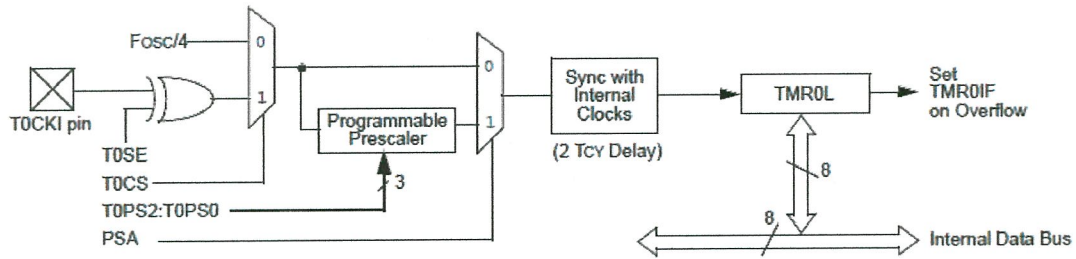 Fosc/4
0
1
T0CKI pin
T0SE
T0CS
T0PS2:T0PS0
PSA
Programmable
Prescaler
3
0
1
Sync with
Internal
Clocks
(2 TCY Delay)
TMR0L
Set
TMR0IF
on Overflow
8
8
Internal Data Bus